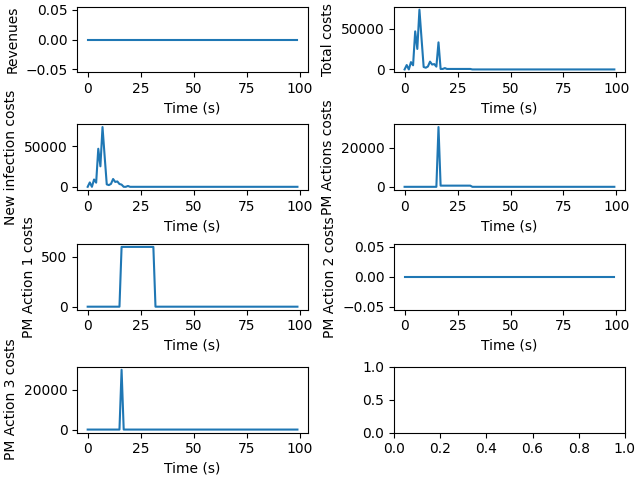 Revenues
0.05
0.00
−0.05
0 25 50 75 100
Time (s)
Total costs
50000
0
0 25 50 75 100
Time (s)
New infection costs
50000
0
0 25 50 75 100
Time (s)
PM Actions costs
20000
0
0 25 50 75 100
Time (s)
PM Action 1 costs
500
0
0 25 50 75 100
Time (s)
PM Action 2 costs
0.05
0.00
−0.05
0 25 50 75 100
Time (s)
PM Action 3 costs
20000
0
0 25 50 75 100
Time (s)
1.0
0.5
0.0
0.0 0.2 0.4 0.6 0.8 1.0